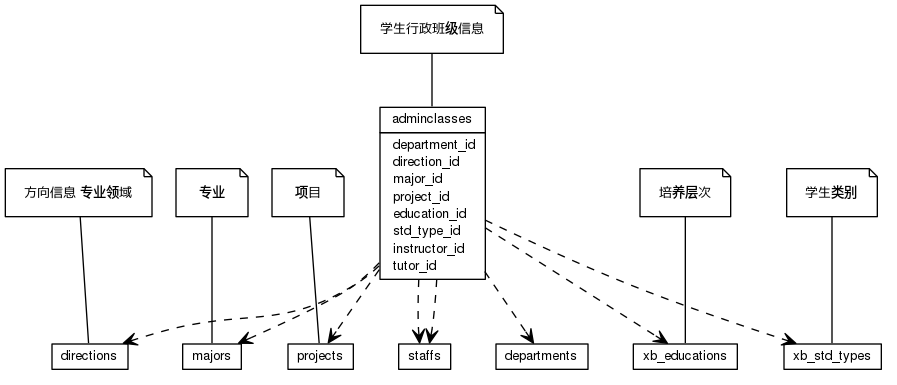 学生行政班级信息
adminclasses
department_id
direction_id
major_id
project_id
education_id
std_type_id
instructor_id
tutor_id
方向信息 专业领域
专业
项目
培养层次
学生类别
directions
majors
projects
staffs
departments
xb_educations
xb_std_types